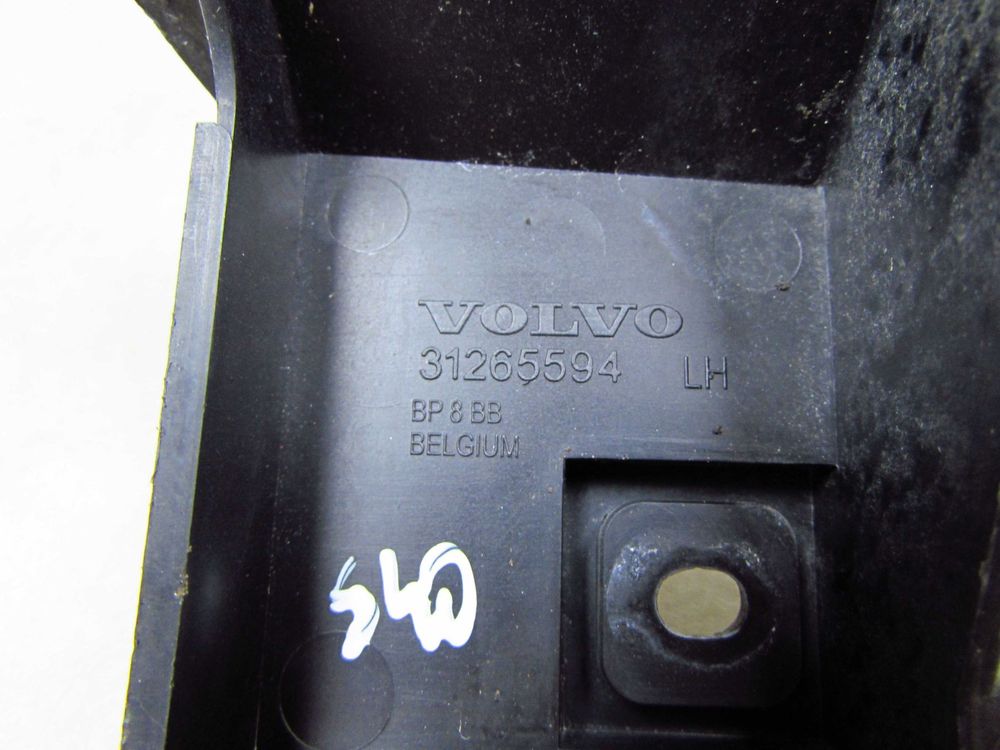 VOLVO
31265594 LH
BP 8 BB
BELGIUM